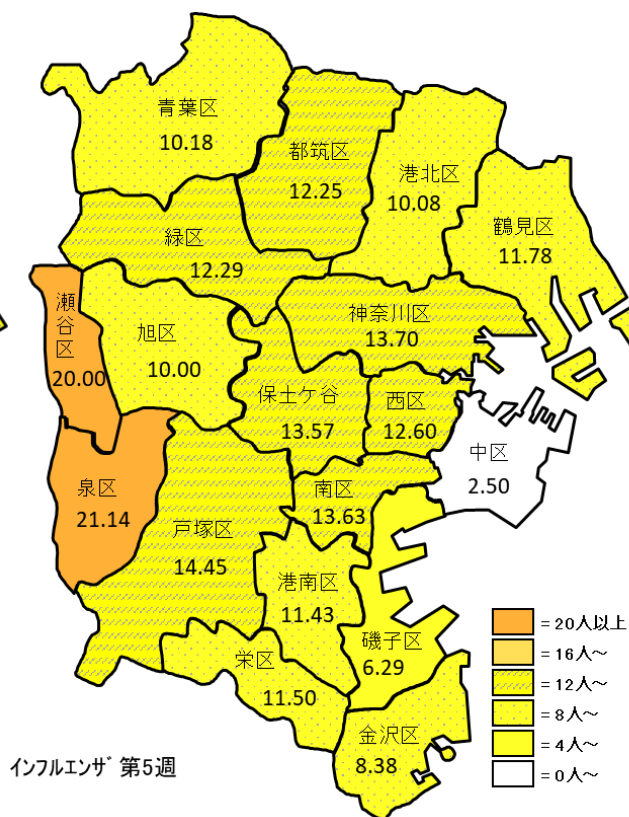 青葉区
10.18
都筑区
12.25
港北区
10.08
鶴見区
11.78
緑区
12.29
瀬谷区
20.00
旭区
10.00
神奈川区
13.70
保土ケ谷
13.57
西区
12.60
中区
2.50
泉区
21.14
南区
13.63
戸塚区
14.45
港南区
11.43
磯子区
6.29
栄区
11.50
金沢区
8.38
=20人以上
=16人～
=12人～
=8人～
=4人～
=0人～
インフルエンザ 第5週